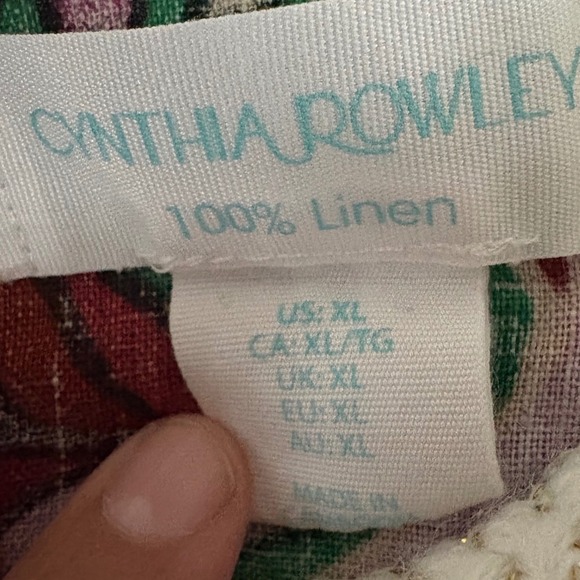 CYNTHIA ROWLEY
100% Linen
US: XL
CA: XL/TG
UK: XL
EU: XL
AU: XL
MADE IN